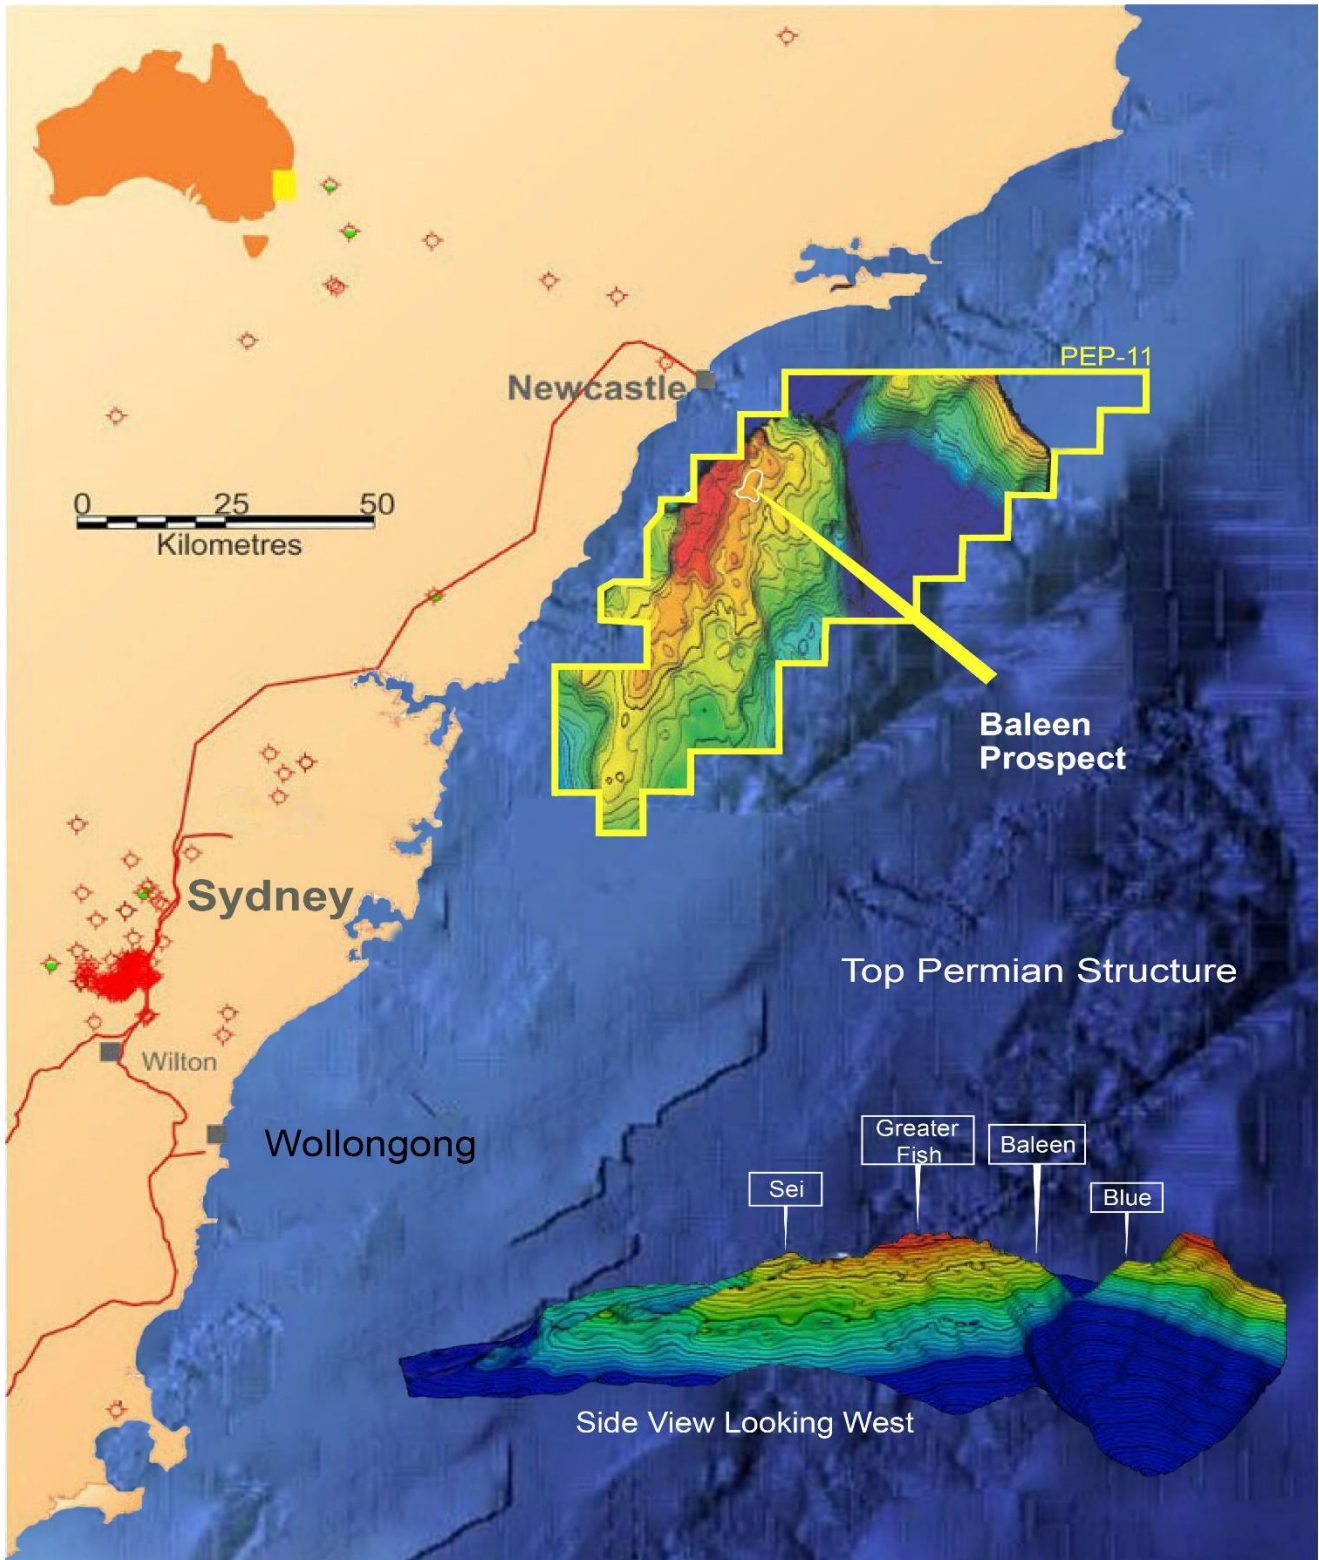 PEP-11
Newcastle
0 25 50
Kilometres
Baleen
Prospect
Sydney
Top Permian Structure
Wilton
Wollongong
Greater
Fish
Baleen
Sei
Blue
Side View Looking West